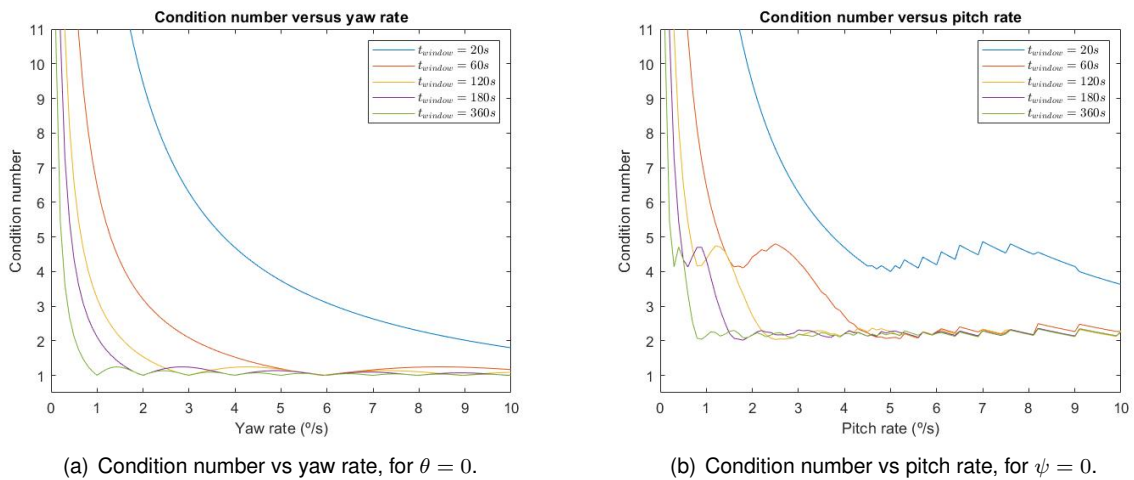 Condition number versus yaw rate
11
10
9
8
7
6
5
4
3
2
1
Condition number
t_window = 20s
t_window = 60s
t_window = 120s
t_window = 180s
t_window = 360s
0 1 2 3 4 5 6 7 8 9 10
Yaw rate (º/s)
(a) Condition number vs yaw rate, for θ = 0.
Condition number versus pitch rate
11
10
9
8
7
6
5
4
3
2
1
Condition number
t_window = 20s
t_window = 60s
t_window = 120s
t_window = 180s
t_window = 360s
0 1 2 3 4 5 6 7 8 9 10
Pitch rate (º/s)
(b) Condition number vs pitch rate, for ψ = 0.